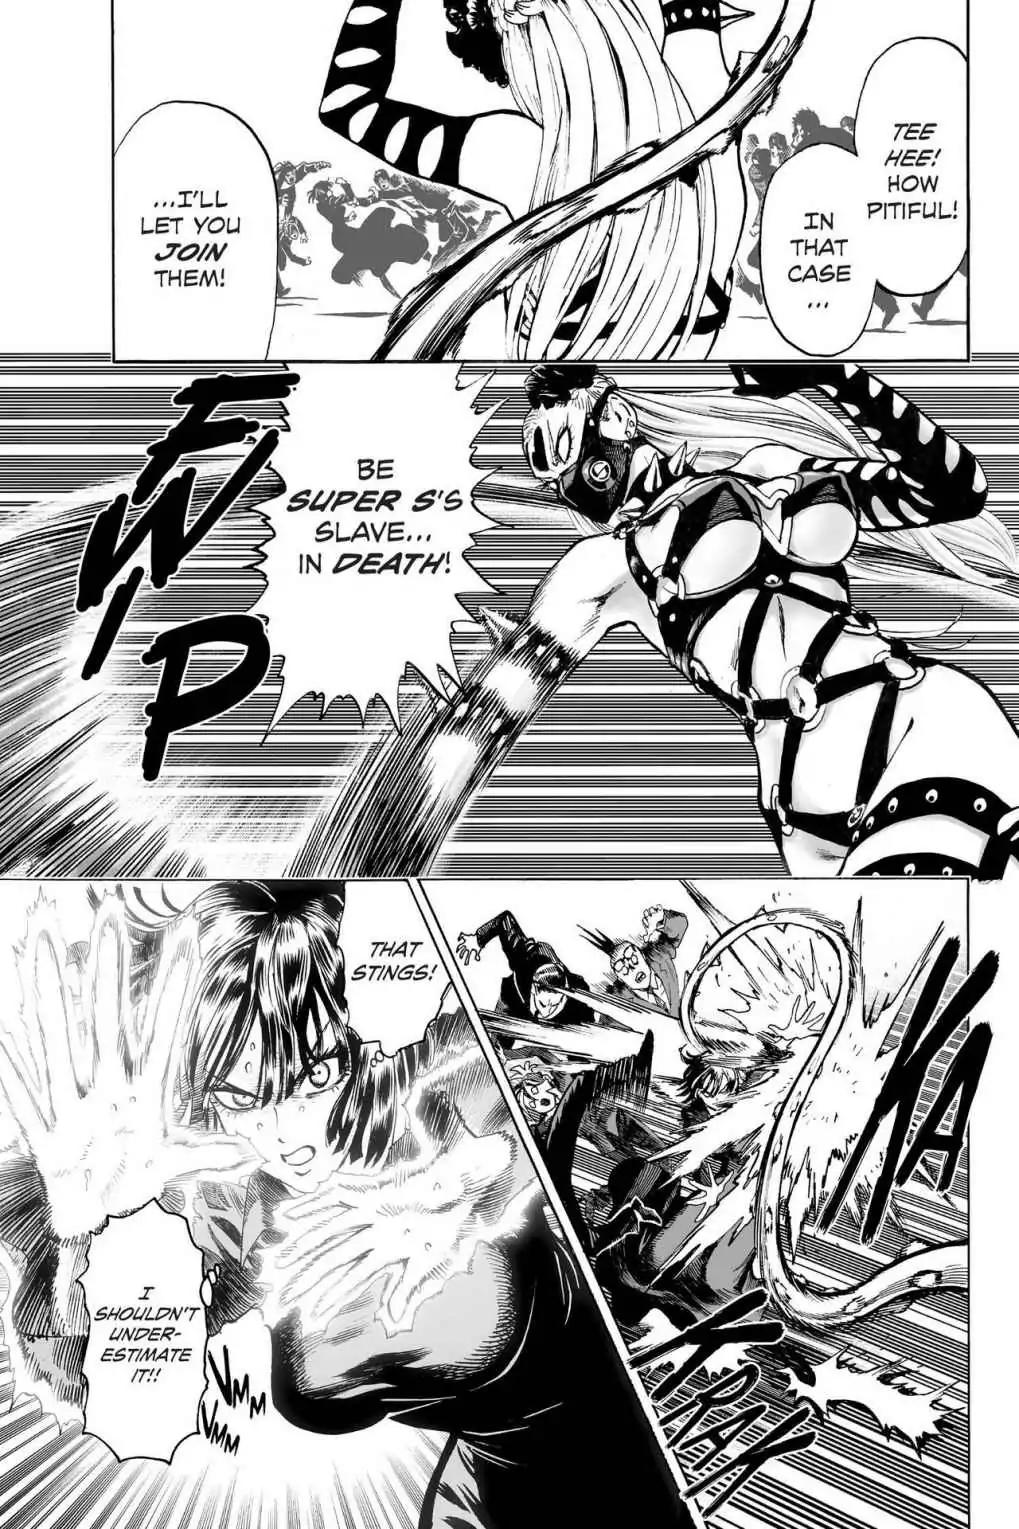 TEE
HEE!
HOW
PITIFUL!
IN
THAT
CASE
...
...I'LL
LET YOU
JOIN
THEM!
BE
SUPER S'S
SLAVE...
IN DEATH!
FWIP
KA
KRAK
THAT
STINGS!
I
SHOULDN'T
UNDER-
ESTIMATE
IT!!
VMM
VMM